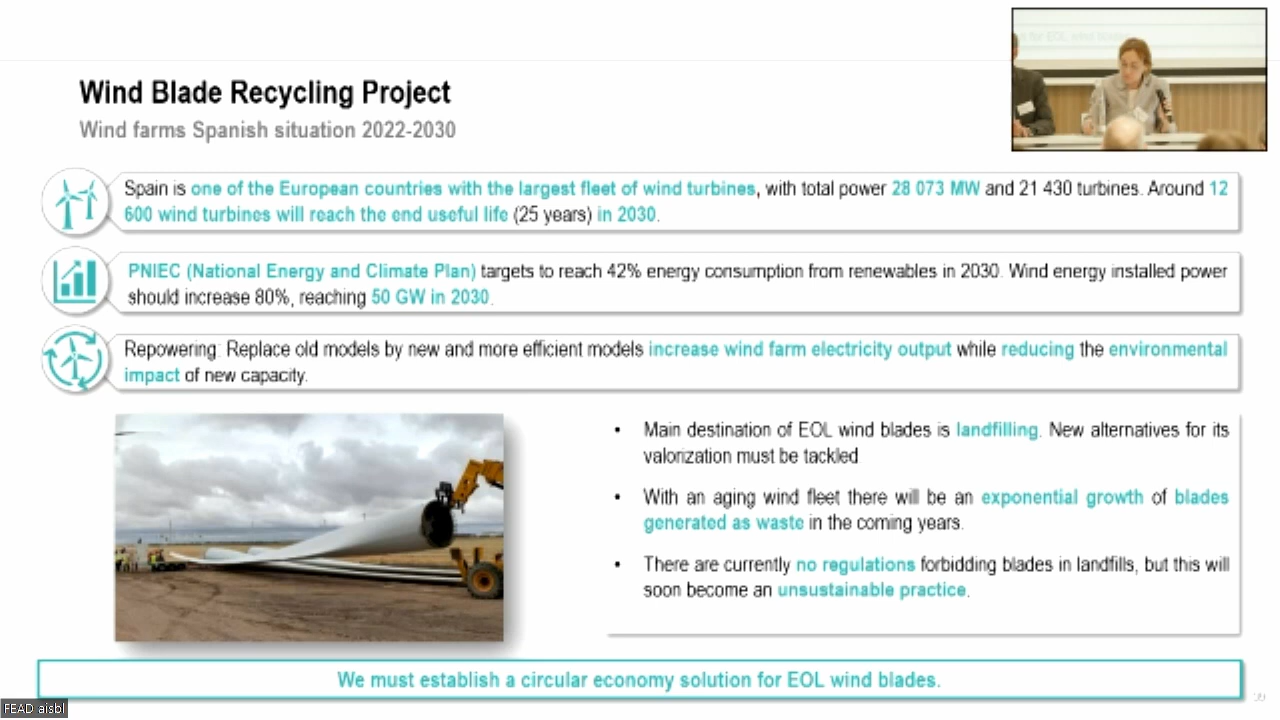 Wind Blade Recycling Project
Wind farms Spanish situation 2022-2030
Spain is one of the European countries with the largest fleet of wind turbines, with total power 28 073 MW and 21 430 turbines. Around 12
600 wind turbines will reach the end useful life (25 years) in 2030.
PNIEC (National Energy and Climate Plan) targets to reach 42% energy consumption from renewables in 2030. Wind energy installed power
should increase 80%, reaching 50 GW in 2030.
Repowering: Replace old models by new and more efficient models increase wind farm electricity output while reducing the environmental
impact of new capacity.
• Main destination of EOL wind blades is landfilling. New alternatives for its
valorization must be tackled
• With an aging wind fleet there will be an exponential growth of blades
generated as waste in the coming years.
• There are currently no regulations forbidding blades in landfills, but this will
soon become an unsustainable practice.
We must establish a circular economy solution for EOL wind blades.
FEAD aisbl